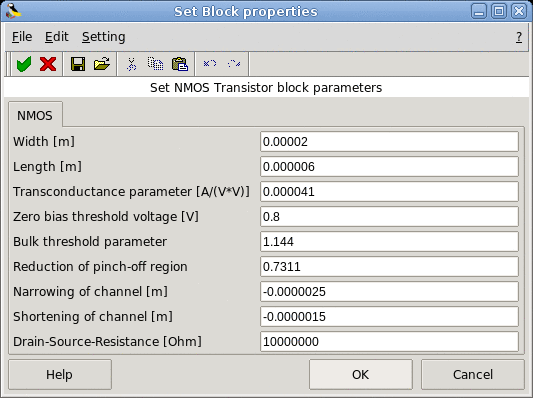 Set Block properties
File Edit Setting ?
Set NMOS Transistor block parameters
NMOS
Width [m] 0.00002
Length [m] 0.000006
Transconductance parameter [A/(V*V)] 0.000041
Zero bias threshold voltage [V] 0.8
Bulk threshold parameter 1.144
Reduction of pinch-off region 0.7311
Narrowing of channel [m] -0.0000025
Shortening of channel [m] -0.0000015
Drain-Source-Resistance [Ohm] 10000000
Help OK Cancel